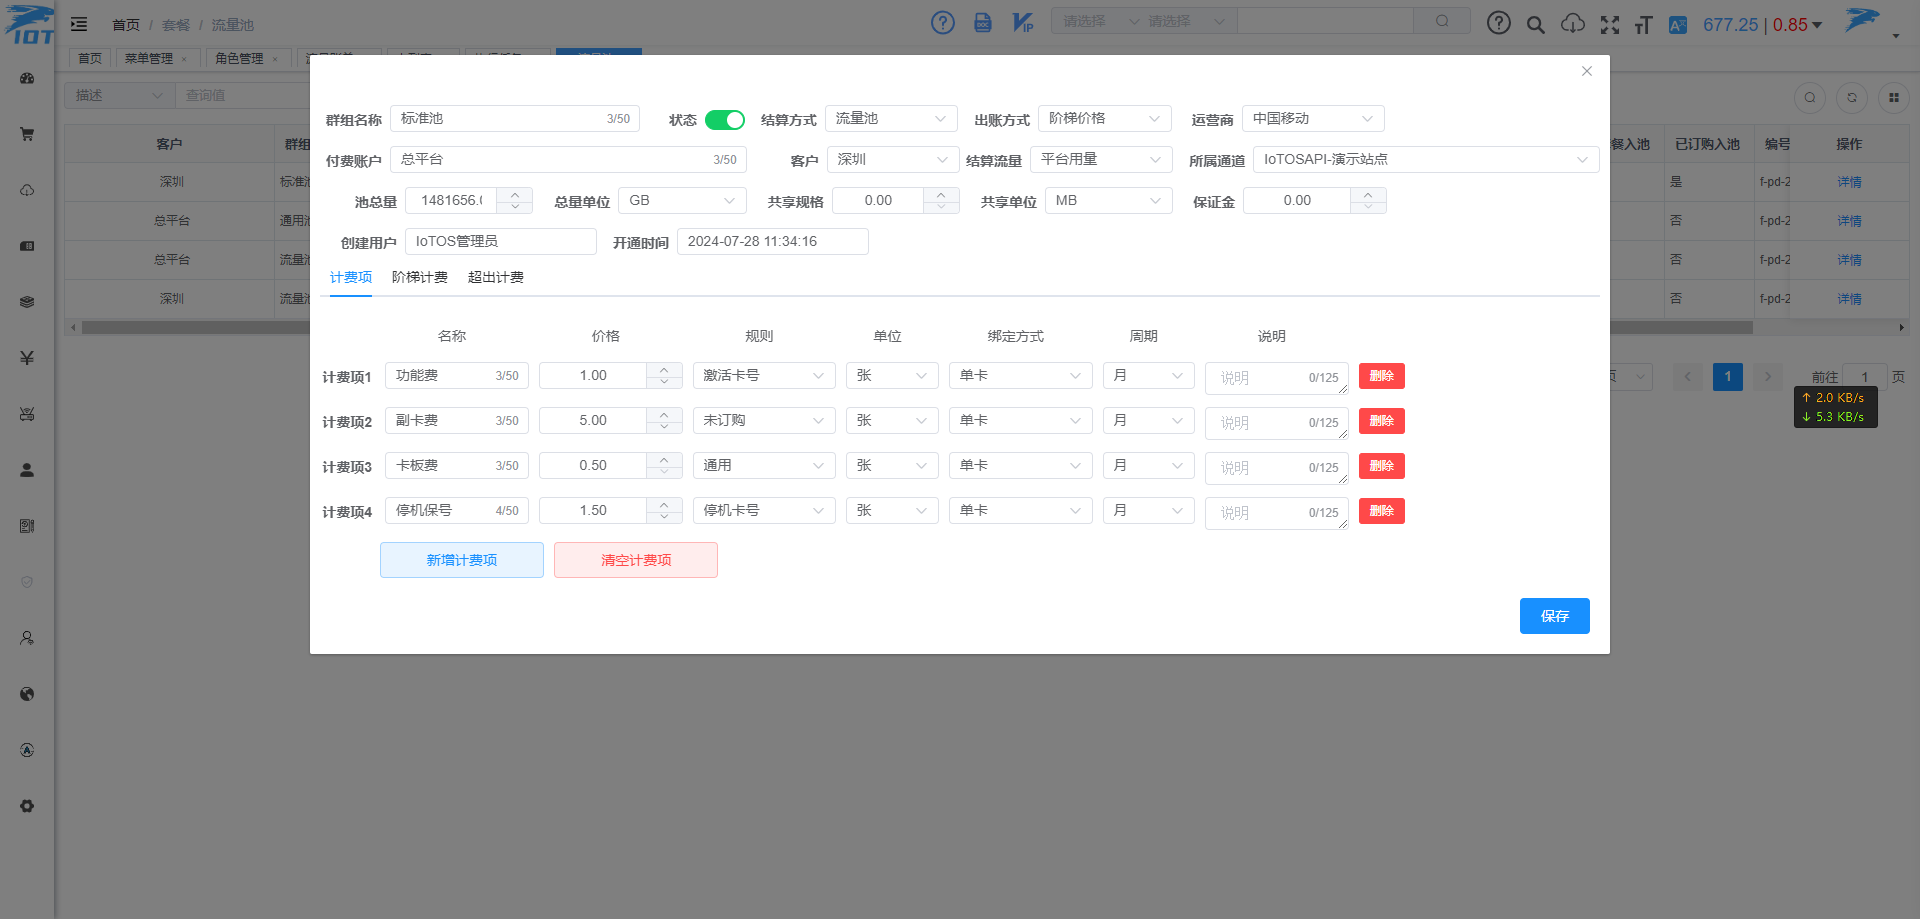 IOT
首页 / 套餐 / 流量池
DOC
VIP
请选择 请选择
677.25 | 0.85
首页 菜单管理 × 角色管理 ×
描述 查询值
客户 群组
餐入池 已订购入池 编号 操作
深圳 标准池
是 f-pd-2 详情
总平台 通用池
否 f-pd-2 详情
总平台 流量池
否 f-pd-2 详情
深圳 流量池
否 f-pd-2 详情
页 1 前往 1 页
↑ 2.0 KB/s
↓ 5.3 KB/s
群组名称 标准池 3/50 状态 结算方式 流量池 出账方式 阶梯价格 运营商 中国移动
付费账户 总平台 3/50 客户 深圳 结算流量 平台用量 所属通道 IoTOSAPI-演示站点
池总量 1481656.( 总量单位 GB 共享规格 0.00 共享单位 MB 保证金 0.00
创建用户 IoTOS管理员 开通时间 2024-07-28 11:34:16
计费项 阶梯计费 超出计费
名称 价格 规则 单位 绑定方式 周期 说明
计费项1 功能费 3/50 1.00 激活卡号 张 单卡 月 说明 0/125 删除
计费项2 副卡费 3/50 5.00 未订购 张 单卡 月 说明 0/125 删除
计费项3 卡板费 3/50 0.50 通用 张 单卡 月 说明 0/125 删除
计费项4 停机保号 4/50 1.50 停机卡号 张 单卡 月 说明 0/125 删除
新增计费项 清空计费项
保存